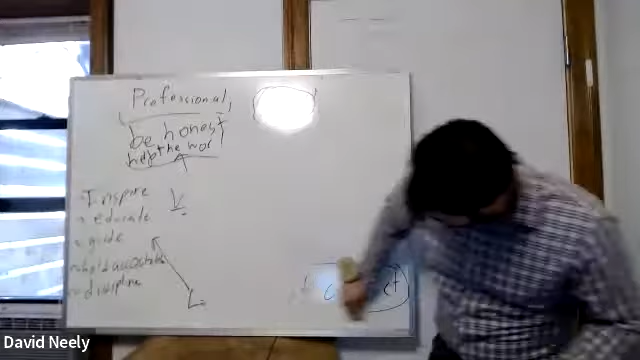 Professional,
be honest
help the wor
- Inspire
- educate
- guide
- hold accountable
- discipline
V.
L.
David Neely